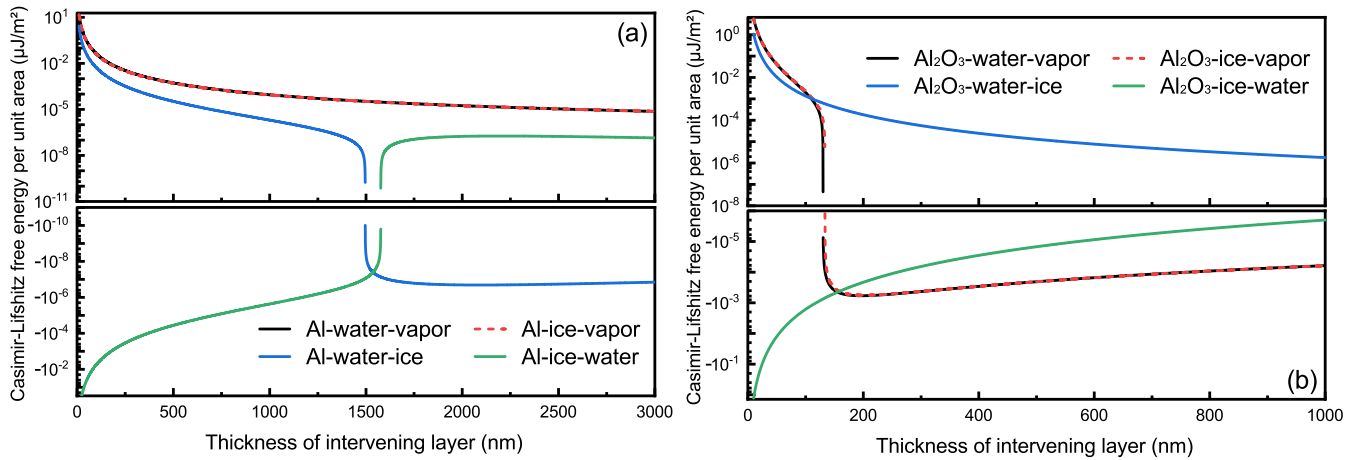 Casimir-Lifshitz free energy per unit area (μJ/m²)
10¹
10⁻²
10⁻⁵
10⁻⁸
10⁻¹¹
(a)
-10⁻¹⁰
-10⁻⁸
-10⁻⁶
-10⁻⁴
-10⁻²
Al-water-vapor
Al-ice-vapor
Al-water-ice
Al-ice-water
0 500 1000 1500 2000 2500 3000
Thickness of intervening layer (nm)
Casimir-Lifshitz free energy per unit area (μJ/m²)
10⁰
10⁻²
10⁻⁴
10⁻⁶
10⁻⁸
Al₂O₃-water-vapor
Al₂O₃-ice-vapor
Al₂O₃-water-ice
Al₂O₃-ice-water
-10⁻⁵
-10⁻³
-10⁻¹
(b)
0 200 400 600 800 1000
Thickness of intervening layer (nm)